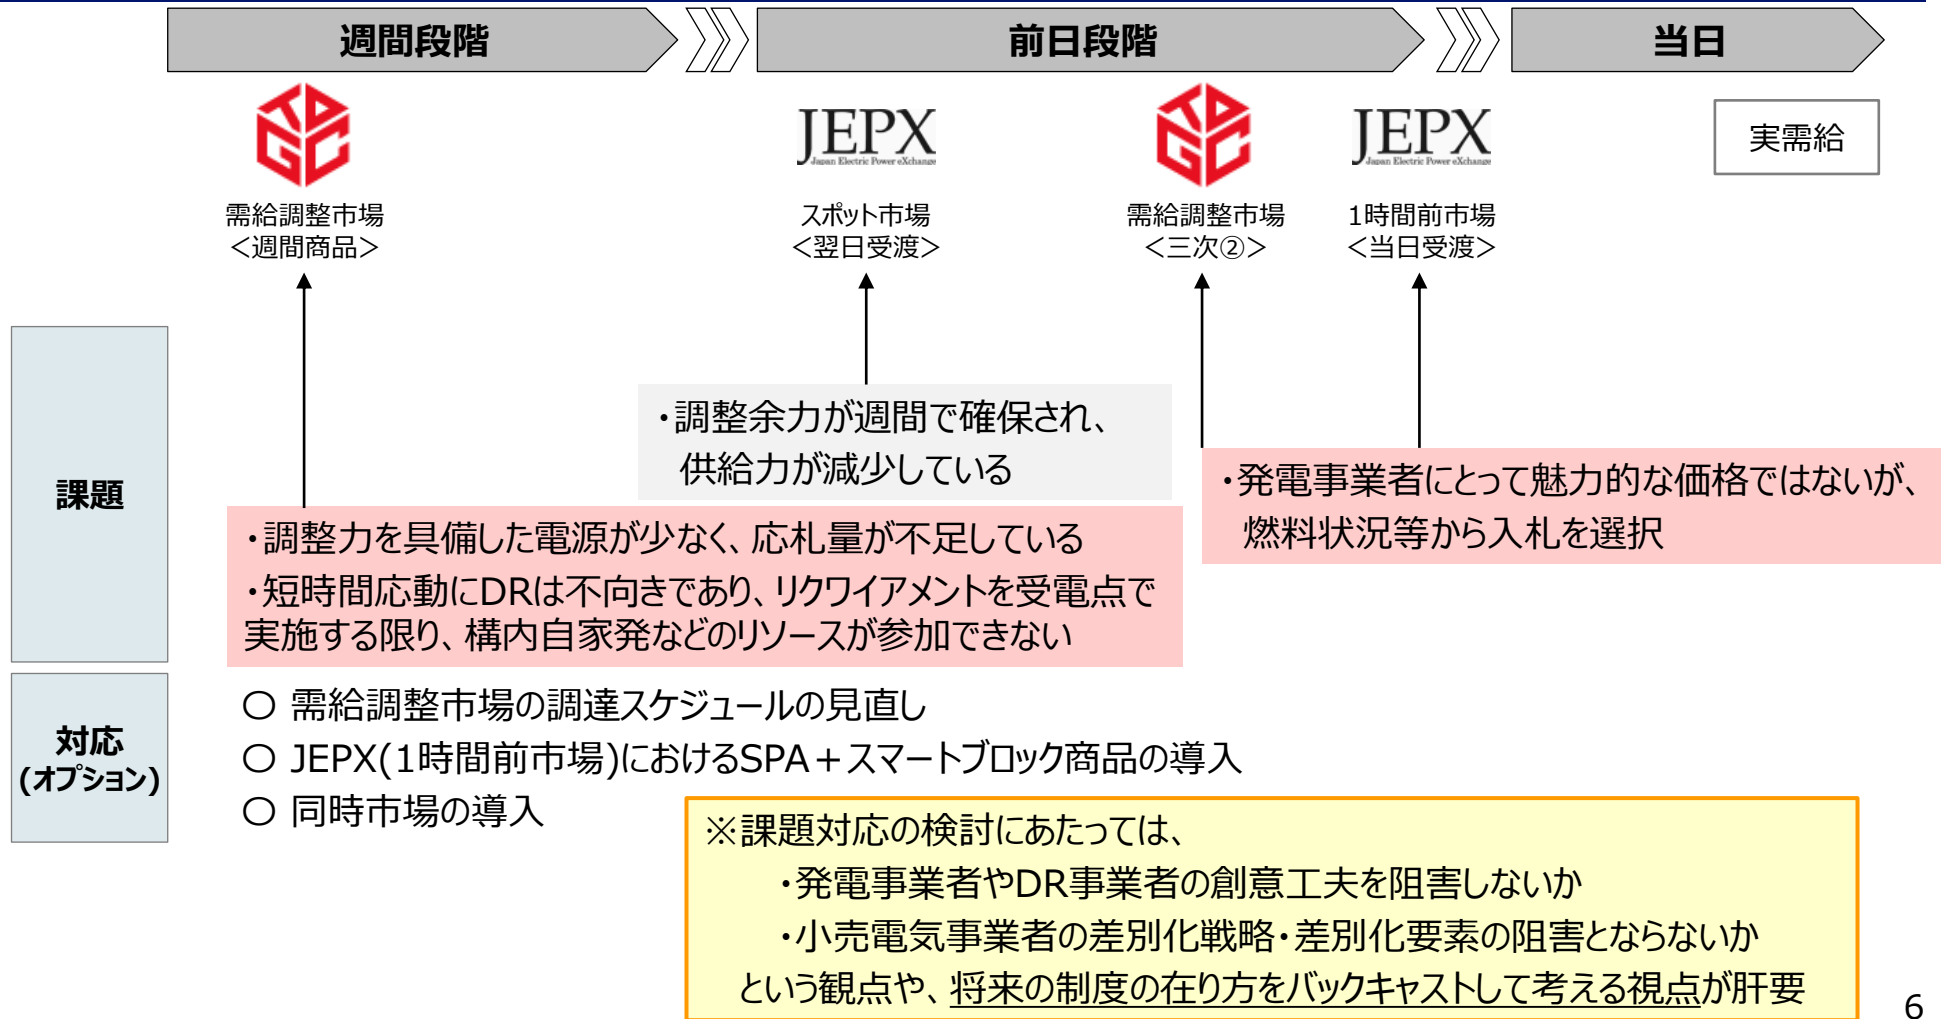 週間段階
前日段階
当日
TDGC
JEPX
Japan Electric Power eXchange
TDGC
JEPX
Japan Electric Power eXchange
実需給
需給調整市場
＜週間商品＞
スポット市場
＜翌日受渡＞
需給調整市場
＜三次②＞
1時間前市場
＜当日受渡＞
課題
・調整余力が週間で確保され、
供給力が減少している
・発電事業者にとって魅力的な価格ではないが、
燃料状況等から入札を選択
・調整力を具備した電源が少なく、応札量が不足している
・短時間応動にDRは不向きであり、リクワイアメントを受電点で
実施する限り、構内自家発などのリソースが参加できない
対応
(オプション)
〇 需給調整市場の調達スケジュールの見直し
〇 JEPX(1時間前市場)におけるSPA＋スマートブロック商品の導入
〇 同時市場の導入
※課題対応の検討にあたっては、
・発電事業者やDR事業者の創意工夫を阻害しないか
・小売電気事業者の差別化戦略・差別化要素の阻害とならないか
という観点や、将来の制度の在り方をバックキャストして考える視点が肝要
6